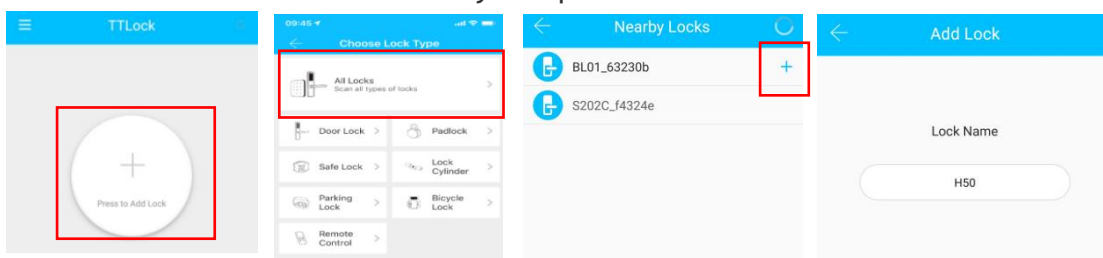 TTLock
Press to Add Lock
09:45
Choose Lock Type
All Locks
Scan all types of locks
Door Lock
Padlock
Safe Lock
Lock
Cylinder
Parking
Lock
Bicycle
Lock
Remote
Control
Nearby Locks
BL01_63230b
S202C_f4324e
Add Lock
Lock Name
H50